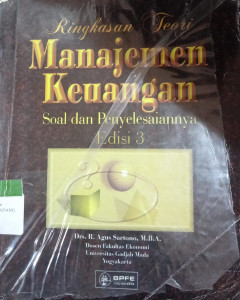 Ringkasan Teori
Manajemen
Keuangan
Soal dan Penyelesaiannya
Edisi 3
Drs. R. Agus Sartono, M.B.A.
Dosen Fakultas Ekonomi
Universitas Gadjah Mada
Yogyakarta
BPFE